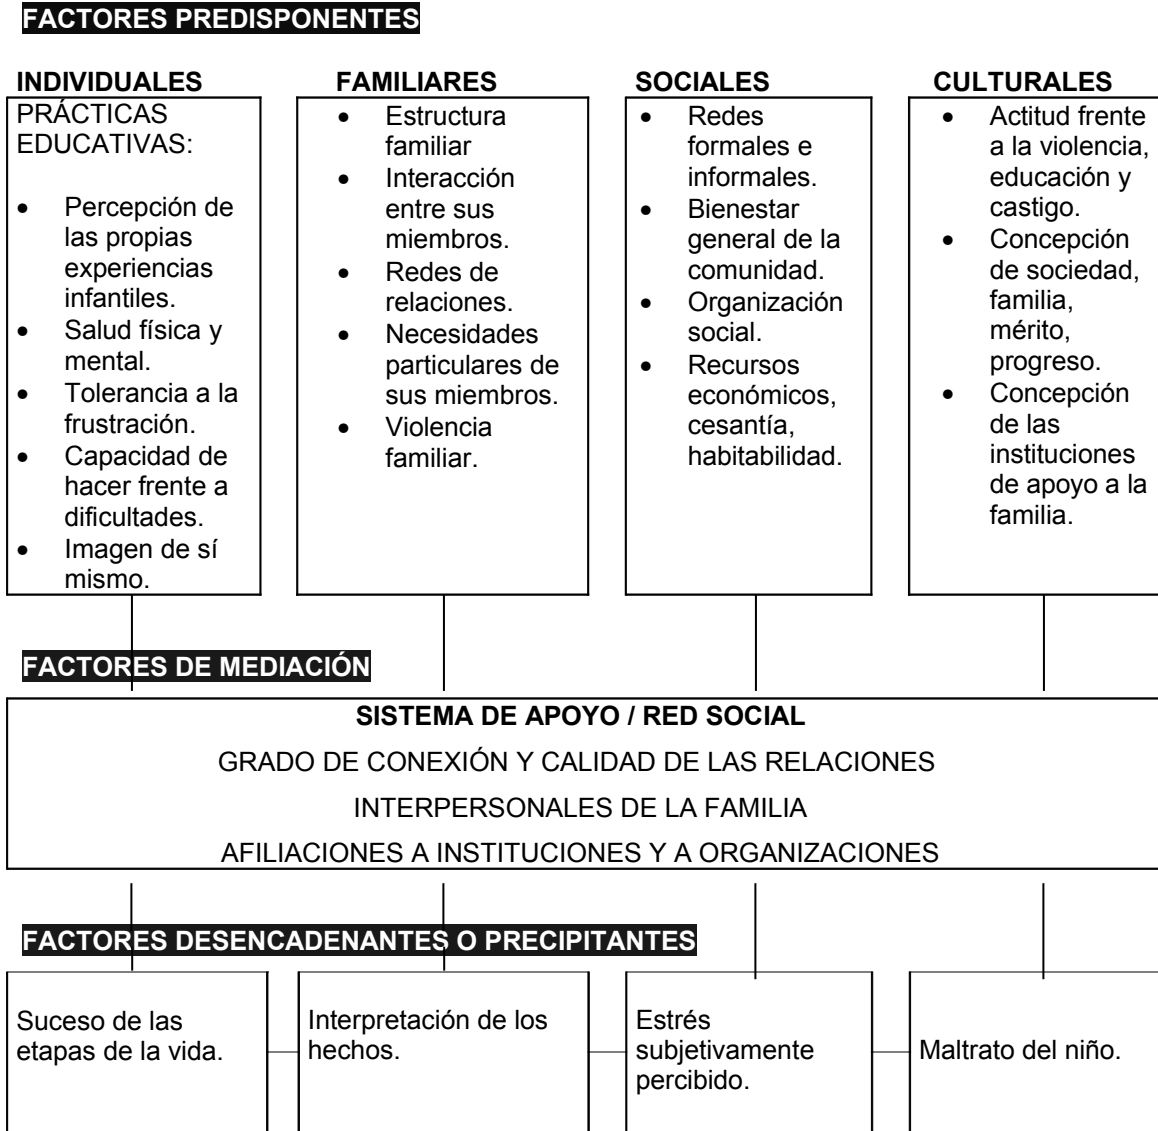 FACTORES PREDISPONENTES
INDIVIDUALES
PRÁCTICAS
EDUCATIVAS:
• Percepción de
las propias
experiencias
infantiles.
• Salud física y
mental.
• Tolerancia a la
frustración.
• Capacidad de
hacer frente a
dificultades.
• Imagen de sí
mismo.
FAMILIARES
• Estructura
familiar
• Interacción
entre sus
miembros.
• Redes de
relaciones.
• Necesidades
particulares de
sus miembros.
• Violencia
familiar.
SOCIALES
• Redes
formales e
informales.
• Bienestar
general de la
comunidad.
• Organización
social.
• Recursos
económicos,
cesantía,
habitabilidad.
CULTURALES
• Actitud frente
a la violencia,
educación y
castigo.
• Concepción
de sociedad,
familia,
mérito,
progreso.
• Concepción
de las
instituciones
de apoyo a la
familia.
FACTORES DE MEDIACIÓN
SISTEMA DE APOYO / RED SOCIAL
GRADO DE CONEXIÓN Y CALIDAD DE LAS RELACIONES
INTERPERSONALES DE LA FAMILIA
AFILIACIONES A INSTITUCIONES Y A ORGANIZACIONES
FACTORES DESENCADENANTES O PRECIPITANTES
Suceso de las
etapas de la vida.
Interpretación de los
hechos.
Estrés
subjetivamente
percibido.
Maltrato del niño.